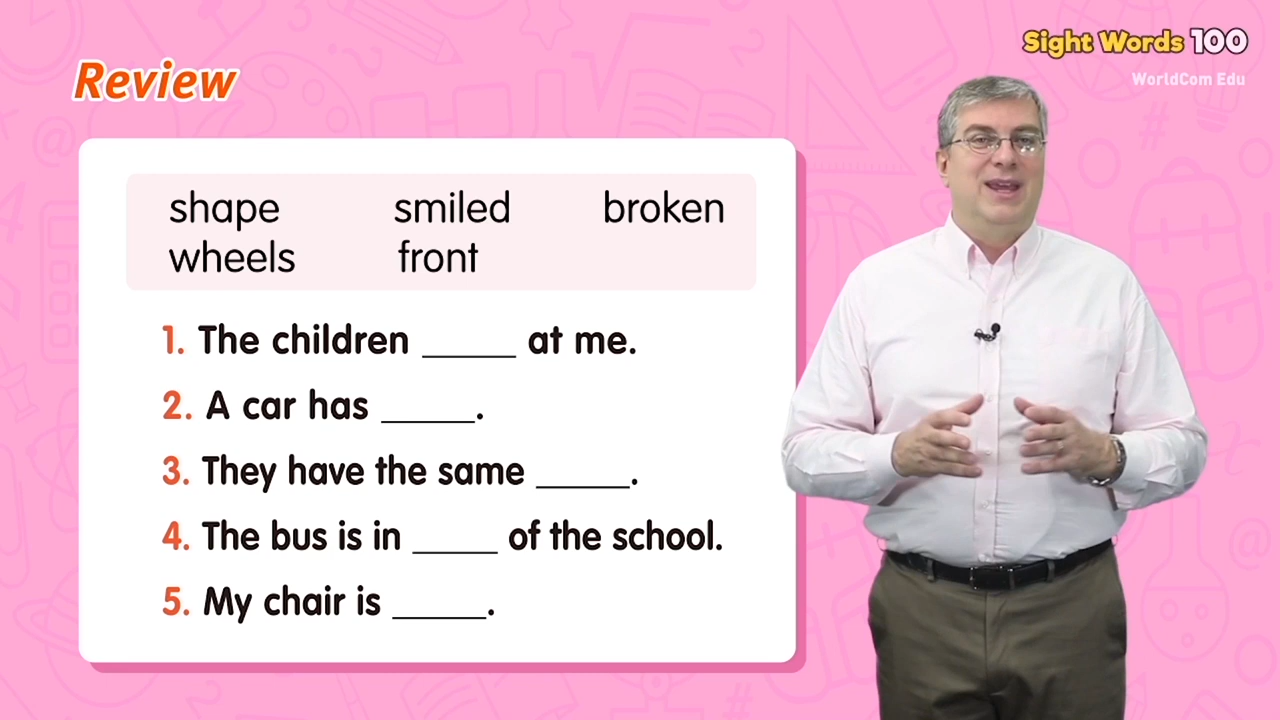 Sight Words 100
WorldCom Edu
Review
shape smiled broken
wheels front
1. The children _____ at me.
2. A car has _____.
3. They have the same _____.
4. The bus is in _____ of the school.
5. My chair is _____.